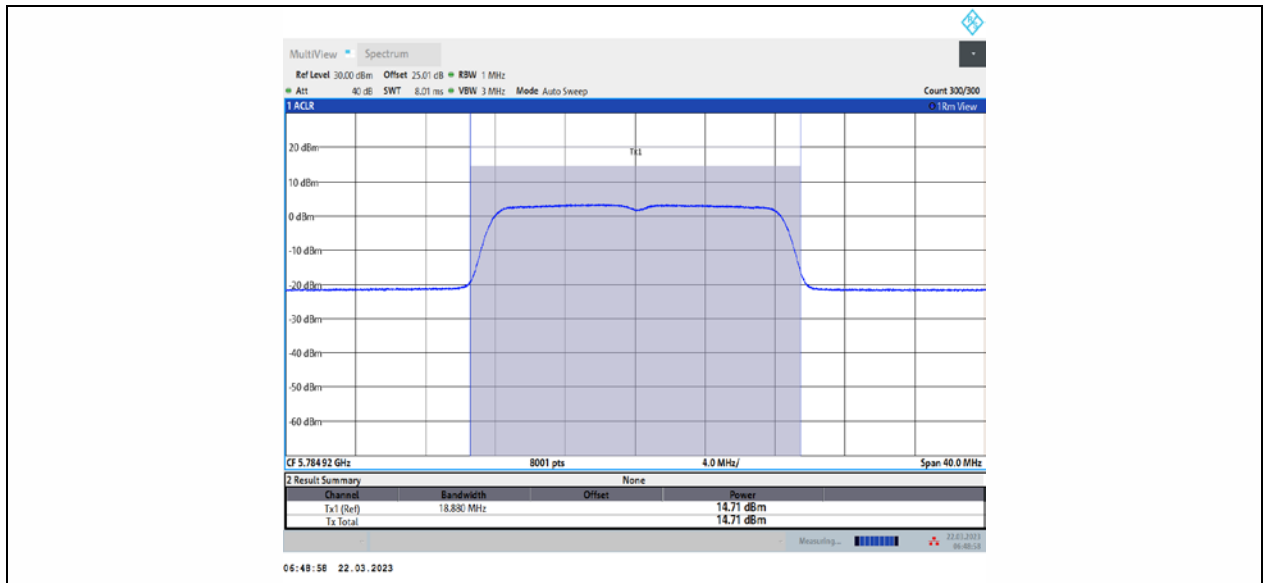 MultiView Spectrum
Ref Level 30.00 dBm Offset 25.01 dB RBW 1 MHz
Att 40 dB SWT 8.01 ms VBW 3 MHz Mode Auto Sweep Count 300/300
1 ACLR 1Rm View
20 dBm
Tx1
10 dBm
0 dBm
-10 dBm
-20 dBm
-30 dBm
-40 dBm
-50 dBm
-60 dBm
CF 5.784 92 GHz 8001 pts 4.0 MHz/ Span 40.0 MHz
2 Result Summary None
Channel Bandwidth Offset Power
Tx1 (Ref) 18.880 MHz 14.71 dBm
Tx Total 14.71 dBm
Measuring... 22.03.2023
06:48:58
06:48:58 22.03.2023